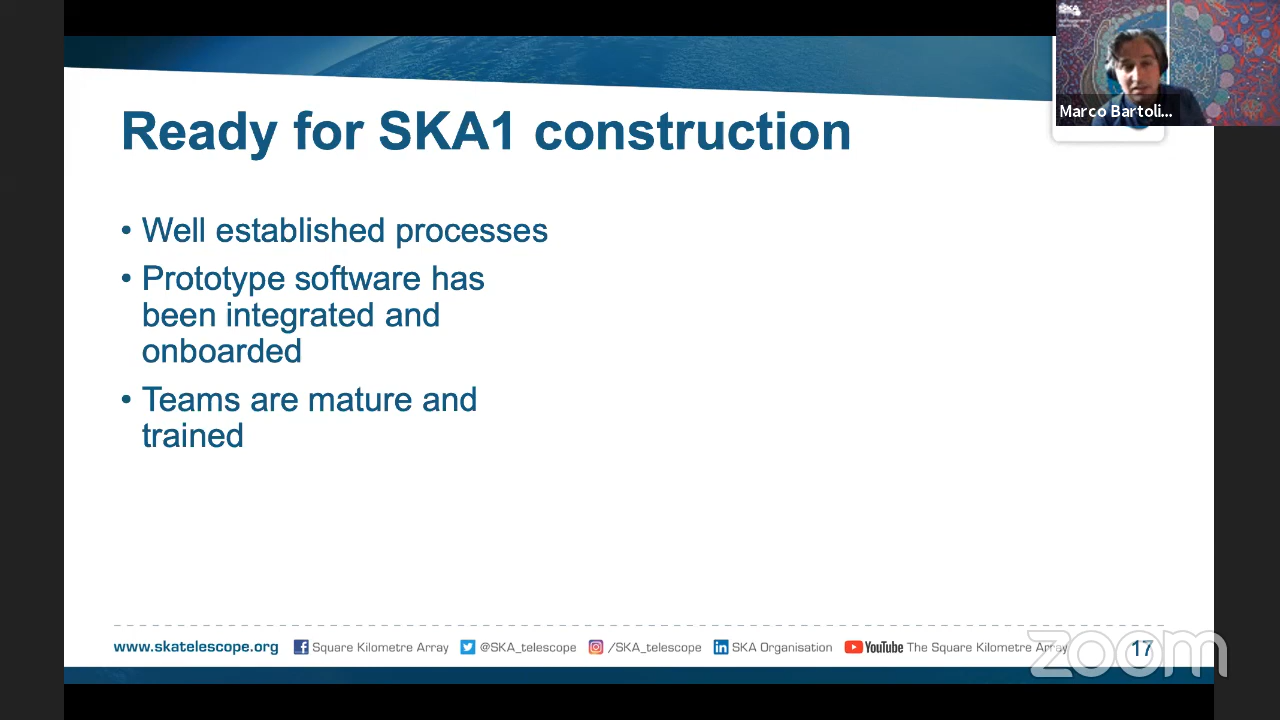 SKA
Marco Bartoli...
Ready for SKA1 construction
• Well established processes
• Prototype software has
been integrated and
onboarded
• Teams are mature and
trained
www.skatelescope.org Square Kilometre Array @SKA_telescope /SKA_telescope SKA Organisation YouTube The Square Kilometre Array 17
zoom